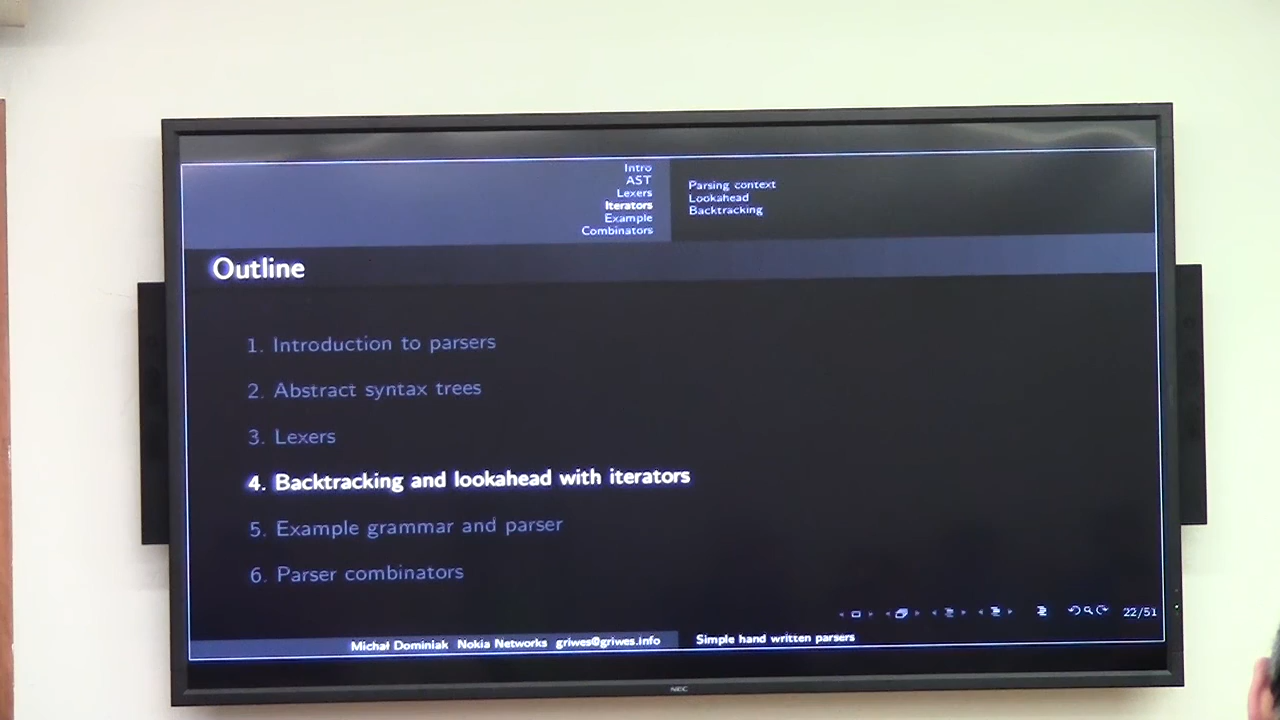 Intro
AST
Lexers
Iterators
Example
Combinators
Parsing context
Lookahead
Backtracking
Outline
1. Introduction to parsers
2. Abstract syntax trees
3. Lexers
4. Backtracking and lookahead with iterators
5. Example grammar and parser
6. Parser combinators
22/51
Michał Dominiak Nokia Networks griwes@griwes.info
Simple hand written parsers
NEC